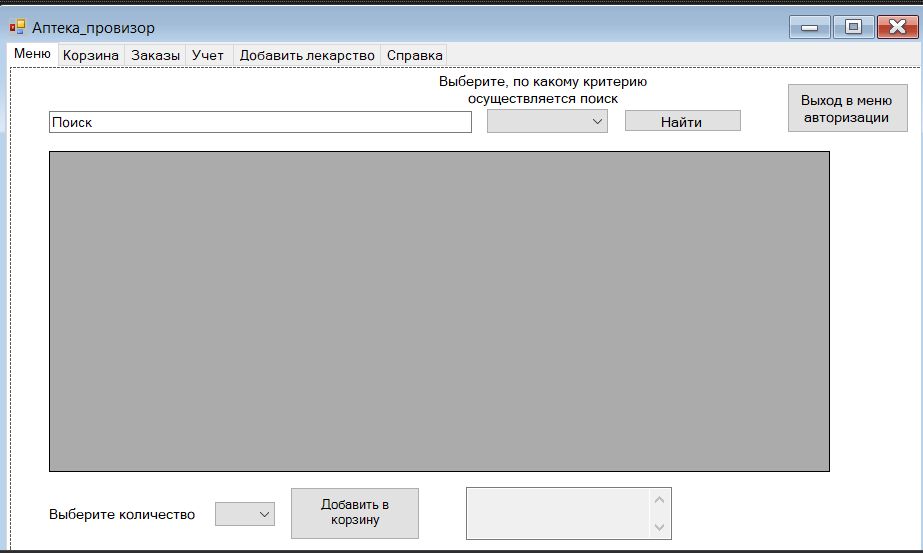 Аптека_провизор
Меню Корзина Заказы Учет Добавить лекарство Справка
Выберите, по какому критерию
осуществляется поиск
Выход в меню
авторизации
Поиск
Найти
Выберите количество
Добавить в
корзину